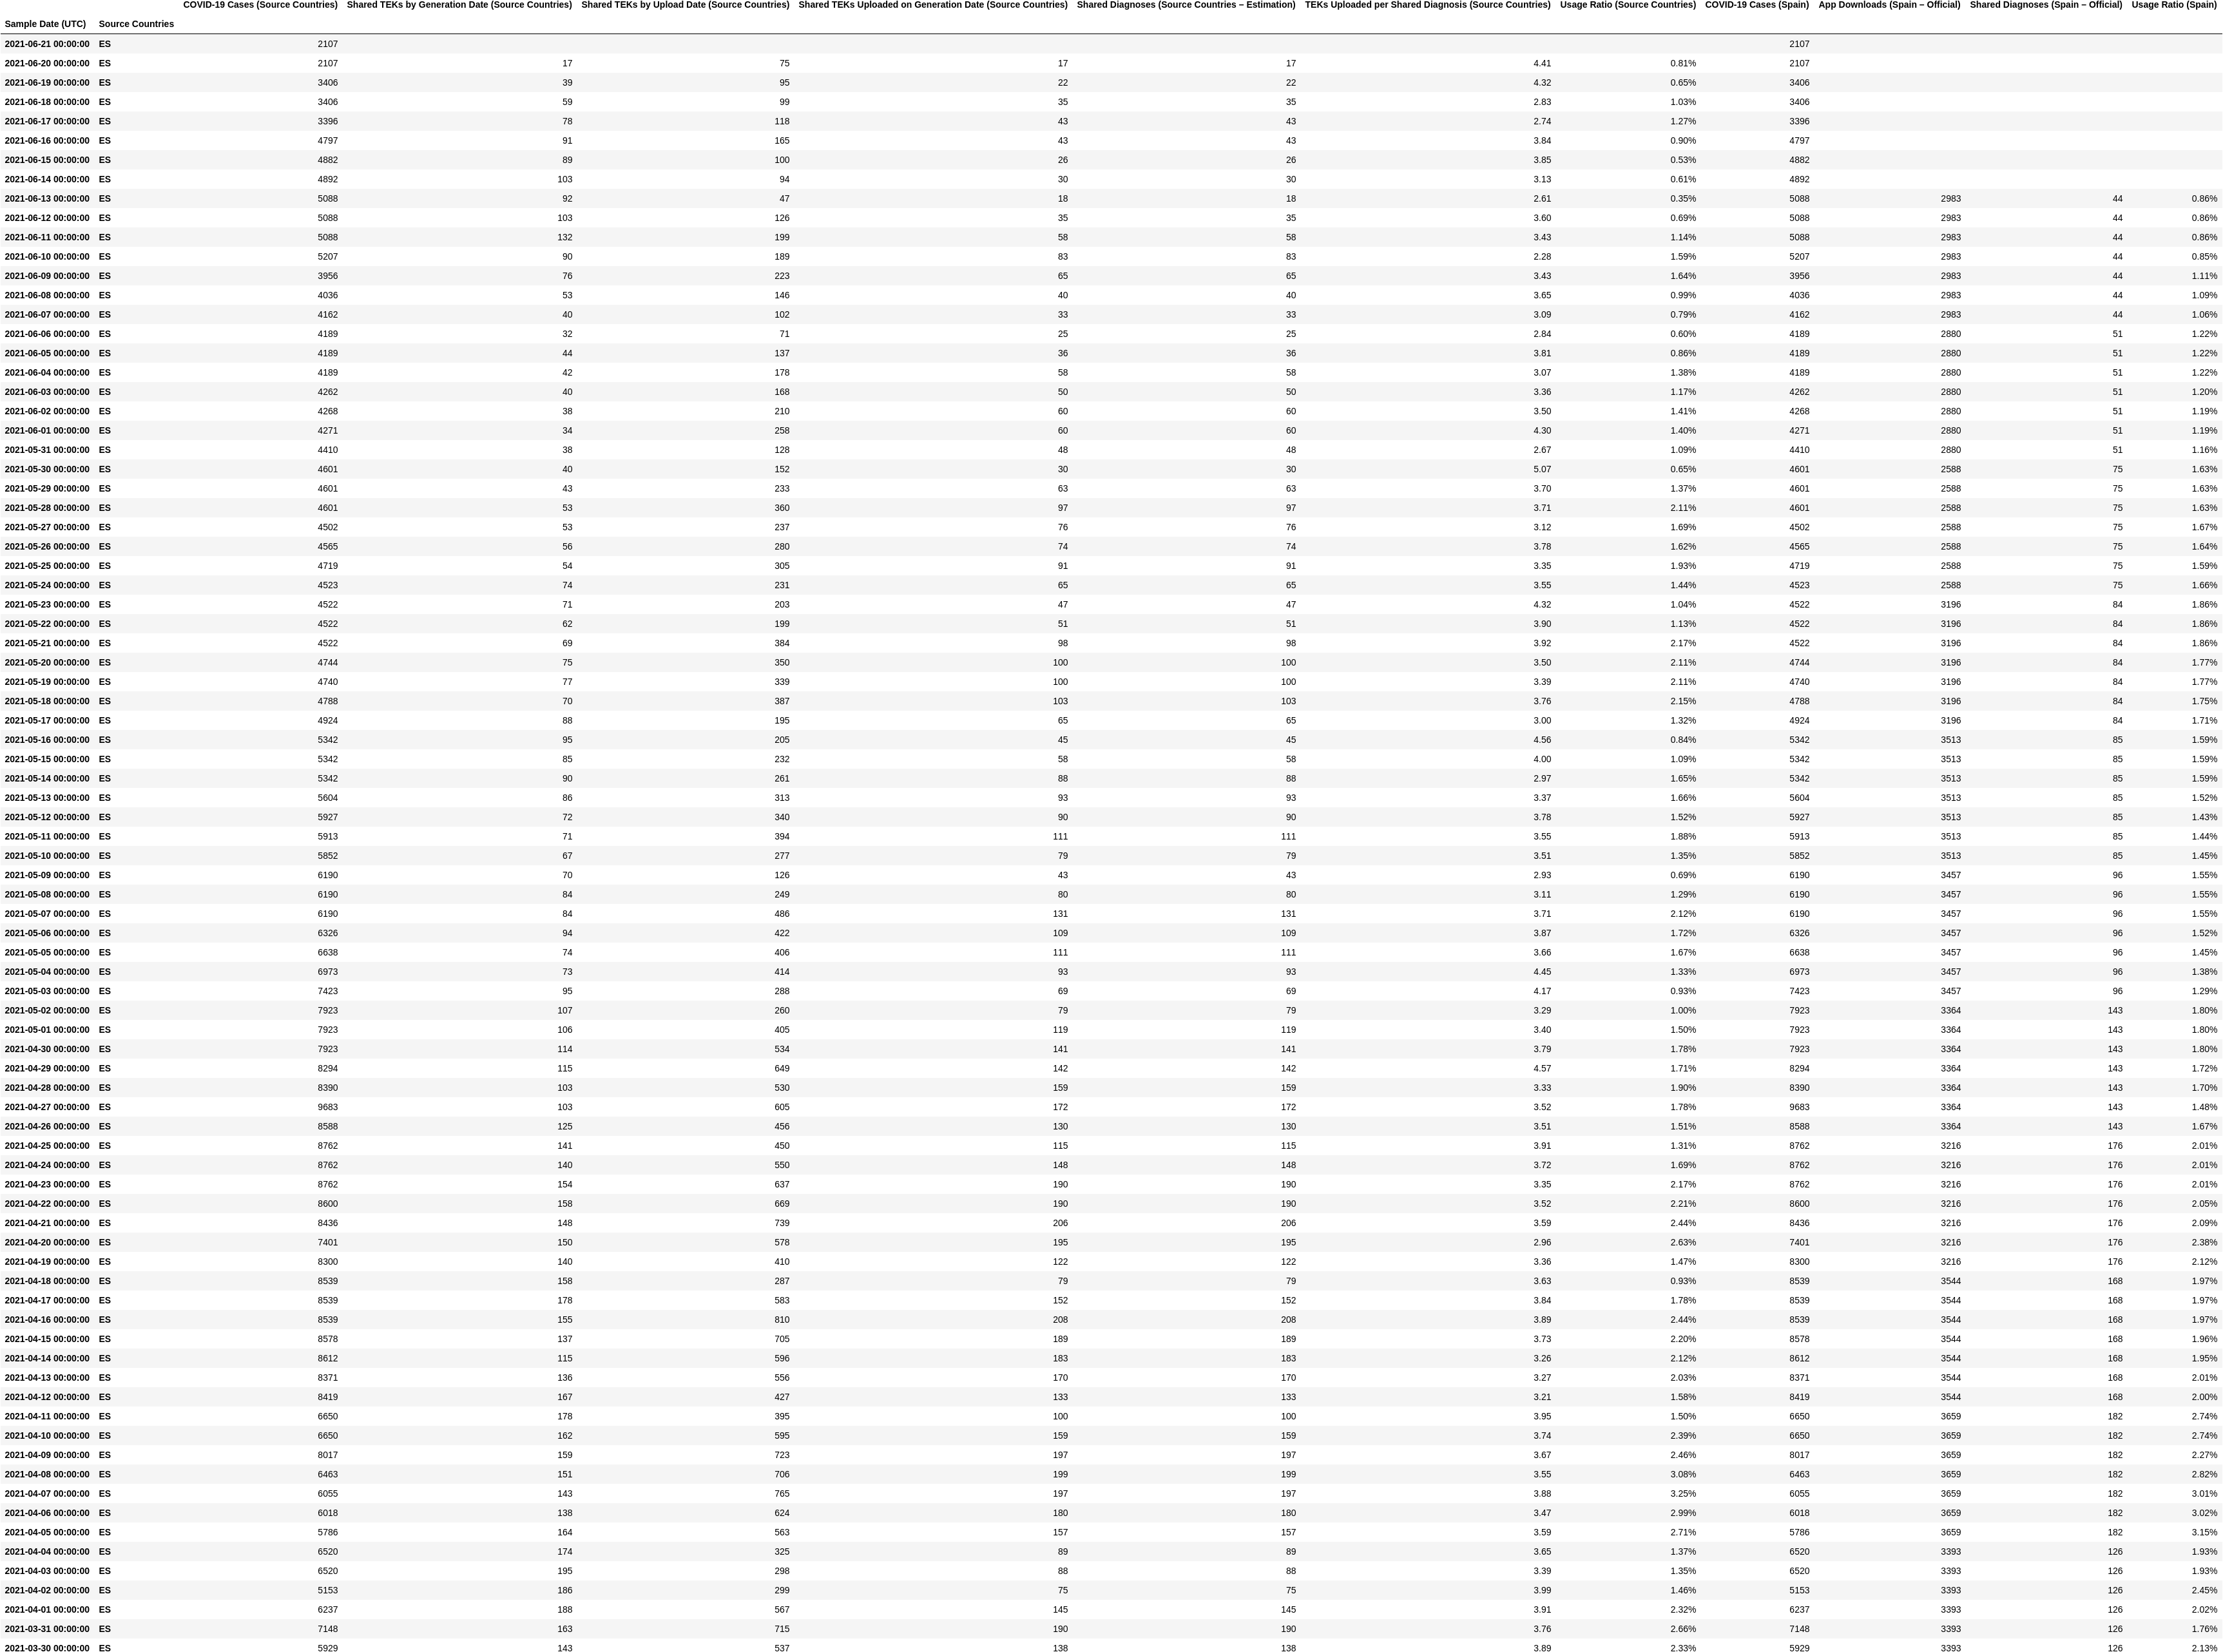 COVID-19 Cases (Source Countries) Shared TEKs by Generation Date (Source Countries) Shared TEKs by Upload Date (Source Countries) Shared TEKs Uploaded on Generation Date (Source Countries) Shared Diagnoses (Source Countries – Estimation) TEKs Uploaded per Shared Diagnosis (Source Countries) Usage Ratio (Source Countries) COVID-19 Cases (Spain) App Downloads (Spain – Official) Shared Diagnoses (Spain – Official) Usage Ratio (Spain)
Sample Date (UTC) Source Countries
2021-06-21 00:00:00 ES 2107 2107
2021-06-20 00:00:00 ES 2107 17 75 17 17 4.41 0.81% 2107
2021-06-19 00:00:00 ES 3406 39 95 22 22 4.32 0.65% 3406
2021-06-18 00:00:00 ES 3406 59 99 35 35 2.83 1.03% 3406
2021-06-17 00:00:00 ES 3396 78 118 43 43 2.74 1.27% 3396
2021-06-16 00:00:00 ES 4797 91 165 43 43 3.84 0.90% 4797
2021-06-15 00:00:00 ES 4882 89 100 26 26 3.85 0.53% 4882
2021-06-14 00:00:00 ES 4892 103 94 30 30 3.13 0.61% 4892
2021-06-13 00:00:00 ES 5088 92 47 18 18 2.61 0.35% 5088 2983 44 0.86%
2021-06-12 00:00:00 ES 5088 103 126 35 35 3.60 0.69% 5088 2983 44 0.86%
2021-06-11 00:00:00 ES 5088 132 199 58 58 3.43 1.14% 5088 2983 44 0.86%
2021-06-10 00:00:00 ES 5207 90 189 83 83 2.28 1.59% 5207 2983 44 0.85%
2021-06-09 00:00:00 ES 3956 76 223 65 65 3.43 1.64% 3956 2983 44 1.11%
2021-06-08 00:00:00 ES 4036 53 146 40 40 3.65 0.99% 4036 2983 44 1.09%
2021-06-07 00:00:00 ES 4162 40 102 33 33 3.09 0.79% 4162 2983 44 1.06%
2021-06-06 00:00:00 ES 4189 32 71 25 25 2.84 0.60% 4189 2880 51 1.22%
2021-06-05 00:00:00 ES 4189 44 137 36 36 3.81 0.86% 4189 2880 51 1.22%
2021-06-04 00:00:00 ES 4189 42 178 58 58 3.07 1.38% 4189 2880 51 1.22%
2021-06-03 00:00:00 ES 4262 40 168 50 50 3.36 1.17% 4262 2880 51 1.20%
2021-06-02 00:00:00 ES 4268 38 210 60 60 3.50 1.41% 4268 2880 51 1.19%
2021-06-01 00:00:00 ES 4271 34 258 60 60 4.30 1.40% 4271 2880 51 1.19%
2021-05-31 00:00:00 ES 4410 38 128 48 48 2.67 1.09% 4410 2880 51 1.16%
2021-05-30 00:00:00 ES 4601 40 152 30 30 5.07 0.65% 4601 2588 75 1.63%
2021-05-29 00:00:00 ES 4601 43 233 63 63 3.70 1.37% 4601 2588 75 1.63%
2021-05-28 00:00:00 ES 4601 53 360 97 97 3.71 2.11% 4601 2588 75 1.63%
2021-05-27 00:00:00 ES 4502 53 237 76 76 3.12 1.69% 4502 2588 75 1.67%
2021-05-26 00:00:00 ES 4565 56 280 74 74 3.78 1.62% 4565 2588 75 1.64%
2021-05-25 00:00:00 ES 4719 54 305 91 91 3.35 1.93% 4719 2588 75 1.59%
2021-05-24 00:00:00 ES 4523 74 231 65 65 3.55 1.44% 4523 2588 75 1.66%
2021-05-23 00:00:00 ES 4522 71 203 47 47 4.32 1.04% 4522 3196 84 1.86%
2021-05-22 00:00:00 ES 4522 62 199 51 51 3.90 1.13% 4522 3196 84 1.86%
2021-05-21 00:00:00 ES 4522 69 384 98 98 3.92 2.17% 4522 3196 84 1.86%
2021-05-20 00:00:00 ES 4744 75 350 100 100 3.50 2.11% 4744 3196 84 1.77%
2021-05-19 00:00:00 ES 4740 77 339 100 100 3.39 2.11% 4740 3196 84 1.77%
2021-05-18 00:00:00 ES 4788 70 387 103 103 3.76 2.15% 4788 3196 84 1.75%
2021-05-17 00:00:00 ES 4924 88 195 65 65 3.00 1.32% 4924 3196 84 1.71%
2021-05-16 00:00:00 ES 5342 95 205 45 45 4.56 0.84% 5342 3513 85 1.59%
2021-05-15 00:00:00 ES 5342 85 232 58 58 4.00 1.09% 5342 3513 85 1.59%
2021-05-14 00:00:00 ES 5342 90 261 88 88 2.97 1.65% 5342 3513 85 1.59%
2021-05-13 00:00:00 ES 5604 86 313 93 93 3.37 1.66% 5604 3513 85 1.52%
2021-05-12 00:00:00 ES 5927 72 340 90 90 3.78 1.52% 5927 3513 85 1.43%
2021-05-11 00:00:00 ES 5913 71 394 111 111 3.55 1.88% 5913 3513 85 1.44%
2021-05-10 00:00:00 ES 5852 67 277 79 79 3.51 1.35% 5852 3513 85 1.45%
2021-05-09 00:00:00 ES 6190 70 126 43 43 2.93 0.69% 6190 3457 96 1.55%
2021-05-08 00:00:00 ES 6190 84 249 80 80 3.11 1.29% 6190 3457 96 1.55%
2021-05-07 00:00:00 ES 6190 84 486 131 131 3.71 2.12% 6190 3457 96 1.55%
2021-05-06 00:00:00 ES 6326 94 422 109 109 3.87 1.72% 6326 3457 96 1.52%
2021-05-05 00:00:00 ES 6638 74 406 111 111 3.66 1.67% 6638 3457 96 1.45%
2021-05-04 00:00:00 ES 6973 73 414 93 93 4.45 1.33% 6973 3457 96 1.38%
2021-05-03 00:00:00 ES 7423 95 288 69 69 4.17 0.93% 7423 3457 96 1.29%
2021-05-02 00:00:00 ES 7923 107 260 79 79 3.29 1.00% 7923 3364 143 1.80%
2021-05-01 00:00:00 ES 7923 106 405 119 119 3.40 1.50% 7923 3364 143 1.80%
2021-04-30 00:00:00 ES 7923 114 534 141 141 3.79 1.78% 7923 3364 143 1.80%
2021-04-29 00:00:00 ES 8294 115 649 142 142 4.57 1.71% 8294 3364 143 1.72%
2021-04-28 00:00:00 ES 8390 103 530 159 159 3.33 1.90% 8390 3364 143 1.70%
2021-04-27 00:00:00 ES 9683 103 605 172 172 3.52 1.78% 9683 3364 143 1.48%
2021-04-26 00:00:00 ES 8588 125 456 130 130 3.51 1.51% 8588 3364 143 1.67%
2021-04-25 00:00:00 ES 8762 141 450 115 115 3.91 1.31% 8762 3216 176 2.01%
2021-04-24 00:00:00 ES 8762 140 550 148 148 3.72 1.69% 8762 3216 176 2.01%
2021-04-23 00:00:00 ES 8762 154 637 190 190 3.35 2.17% 8762 3216 176 2.01%
2021-04-22 00:00:00 ES 8600 158 669 190 190 3.52 2.21% 8600 3216 176 2.05%
2021-04-21 00:00:00 ES 8436 148 739 206 206 3.59 2.44% 8436 3216 176 2.09%
2021-04-20 00:00:00 ES 7401 150 578 195 195 2.96 2.63% 7401 3216 176 2.38%
2021-04-19 00:00:00 ES 8300 140 410 122 122 3.36 1.47% 8300 3216 176 2.12%
2021-04-18 00:00:00 ES 8539 158 287 79 79 3.63 0.93% 8539 3544 168 1.97%
2021-04-17 00:00:00 ES 8539 178 583 152 152 3.84 1.78% 8539 3544 168 1.97%
2021-04-16 00:00:00 ES 8539 155 810 208 208 3.89 2.44% 8539 3544 168 1.97%
2021-04-15 00:00:00 ES 8578 137 705 189 189 3.73 2.20% 8578 3544 168 1.96%
2021-04-14 00:00:00 ES 8612 115 596 183 183 3.26 2.12% 8612 3544 168 1.95%
2021-04-13 00:00:00 ES 8371 136 556 170 170 3.27 2.03% 8371 3544 168 2.01%
2021-04-12 00:00:00 ES 8419 167 427 133 133 3.21 1.58% 8419 3544 168 2.00%
2021-04-11 00:00:00 ES 6650 178 395 100 100 3.95 1.50% 6650 3659 182 2.74%
2021-04-10 00:00:00 ES 6650 162 595 159 159 3.74 2.39% 6650 3659 182 2.74%
2021-04-09 00:00:00 ES 8017 159 723 197 197 3.67 2.46% 8017 3659 182 2.27%
2021-04-08 00:00:00 ES 6463 151 706 199 199 3.55 3.08% 6463 3659 182 2.82%
2021-04-07 00:00:00 ES 6055 143 765 197 197 3.88 3.25% 6055 3659 182 3.01%
2021-04-06 00:00:00 ES 6018 138 624 180 180 3.47 2.99% 6018 3659 182 3.02%
2021-04-05 00:00:00 ES 5786 164 563 157 157 3.59 2.71% 5786 3659 182 3.15%
2021-04-04 00:00:00 ES 6520 174 325 89 89 3.65 1.37% 6520 3393 126 1.93%
2021-04-03 00:00:00 ES 6520 195 298 88 88 3.39 1.35% 6520 3393 126 1.93%
2021-04-02 00:00:00 ES 5153 186 299 75 75 3.99 1.46% 5153 3393 126 2.45%
2021-04-01 00:00:00 ES 6237 188 567 145 145 3.91 2.32% 6237 3393 126 2.02%
2021-03-31 00:00:00 ES 7148 163 715 190 190 3.76 2.66% 7148 3393 126 1.76%
2021-03-30 00:00:00 ES 5929 143 537 138 138 3.89 2.33% 5929 3393 126 2.13%